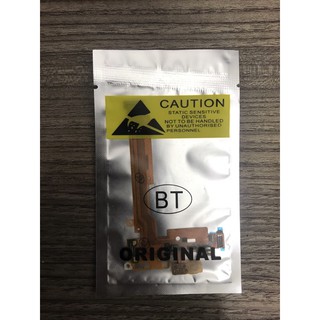 CAUTION
STATIC SENSITIVE
DEVICES
NOT TO BE HANDLED
BY UNAUTHORISED
PERSONNEL
BT
ORIGINAL